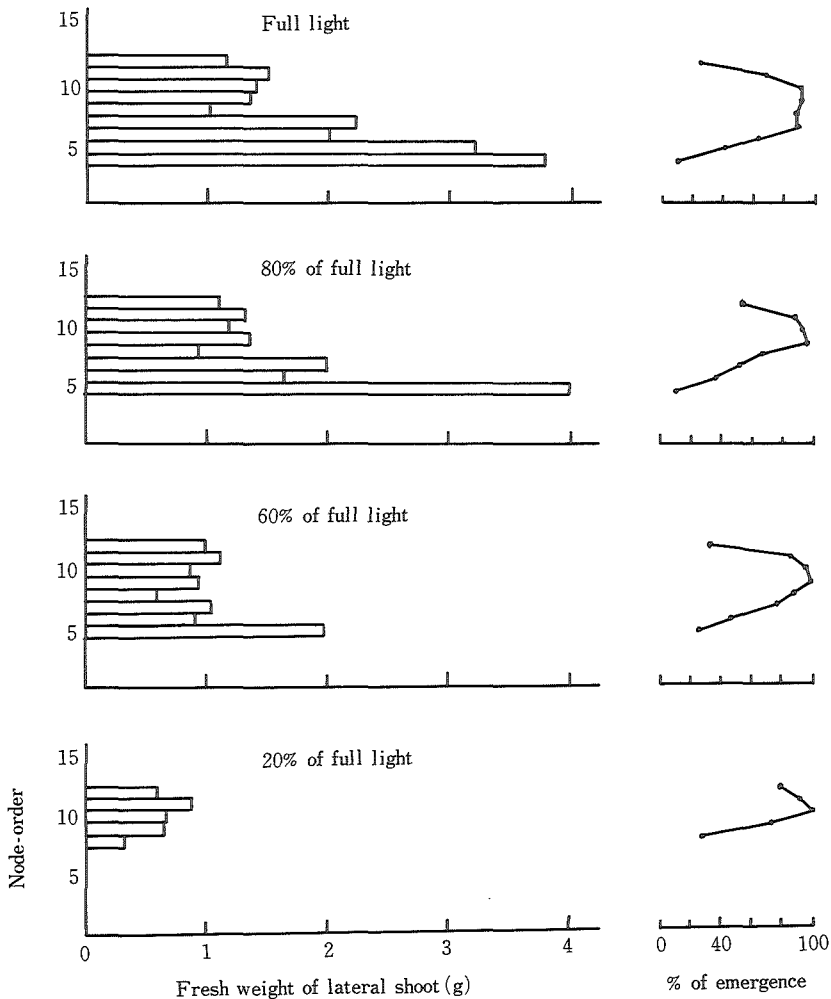 Full light
15
10
5
80% of full light
15
10
5
60% of full light
15
10
5
20% of full light
15
10
5
Node-order
0 1 2 3 4
Fresh weight of lateral shoot (g)
0 40 100
% of emergence